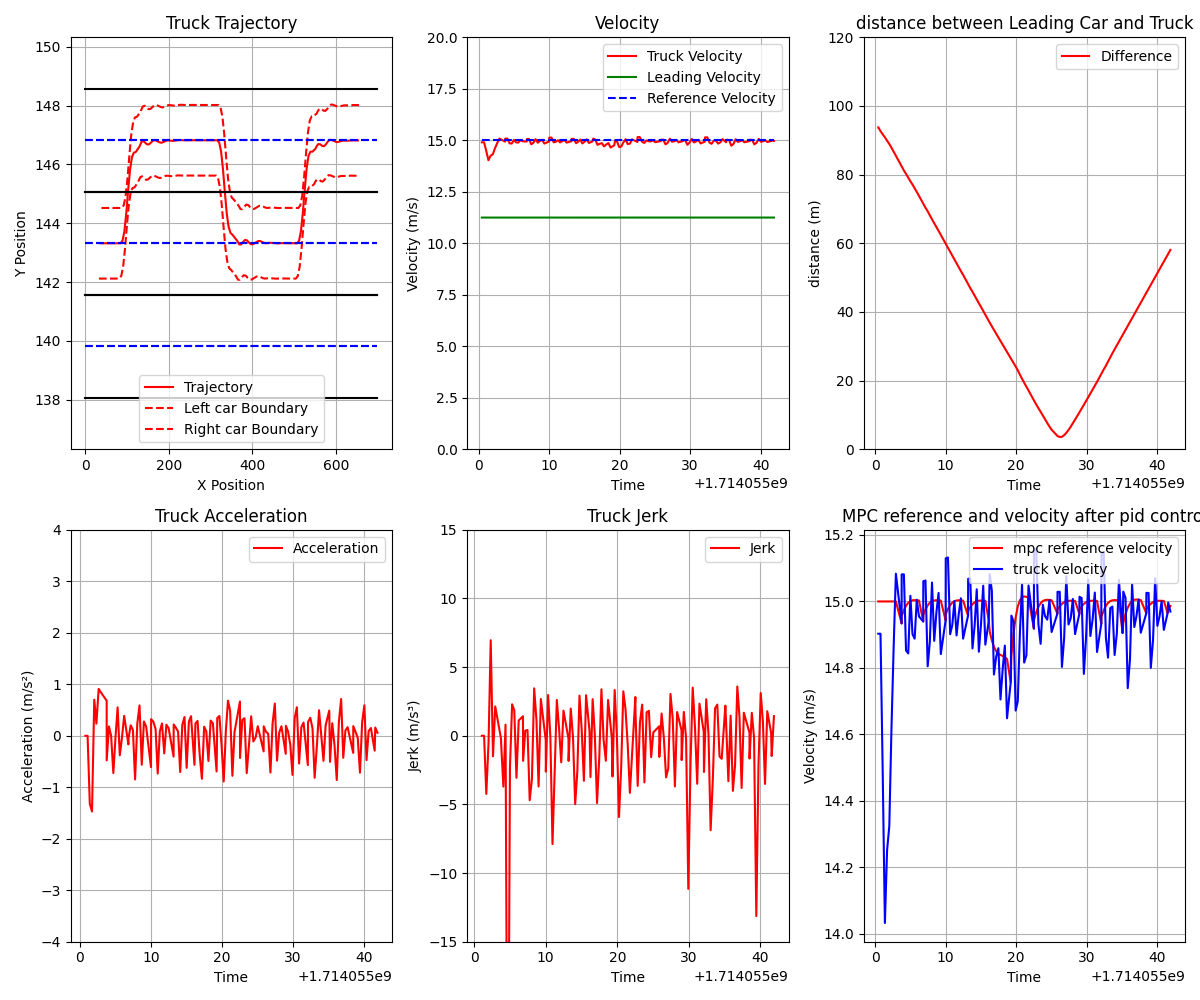 Truck Trajectory
150
148
146
144
142
140
138
Y Position
Trajectory
Left car Boundary
Right car Boundary
0
200
400
600
X Position
Velocity
20.0
17.5
15.0
12.5
10.0
7.5
5.0
2.5
0.0
Velocity (m/s)
Truck Velocity
Leading Velocity
Reference Velocity
0
10
20
30
40
Time
+1.714055e9
distance between Leading Car and Truck
120
100
80
60
40
20
0
distance (m)
Difference
0
10
20
30
40
Time
+1.714055e9
Truck Acceleration
4
3
2
1
0
−1
−2
−3
−4
Acceleration (m/s²)
Acceleration
0
10
20
30
40
Time
+1.714055e9
Truck Jerk
15
10
5
0
−5
−10
−15
Jerk (m/s³)
Jerk
0
10
20
30
40
Time
+1.714055e9
MPC reference and velocity after pid contro
15.2
15.0
14.8
14.6
14.4
14.2
14.0
Velocity (m/s)
mpc reference velocity
truck velocity
0
10
20
30
40
Time
+1.714055e9